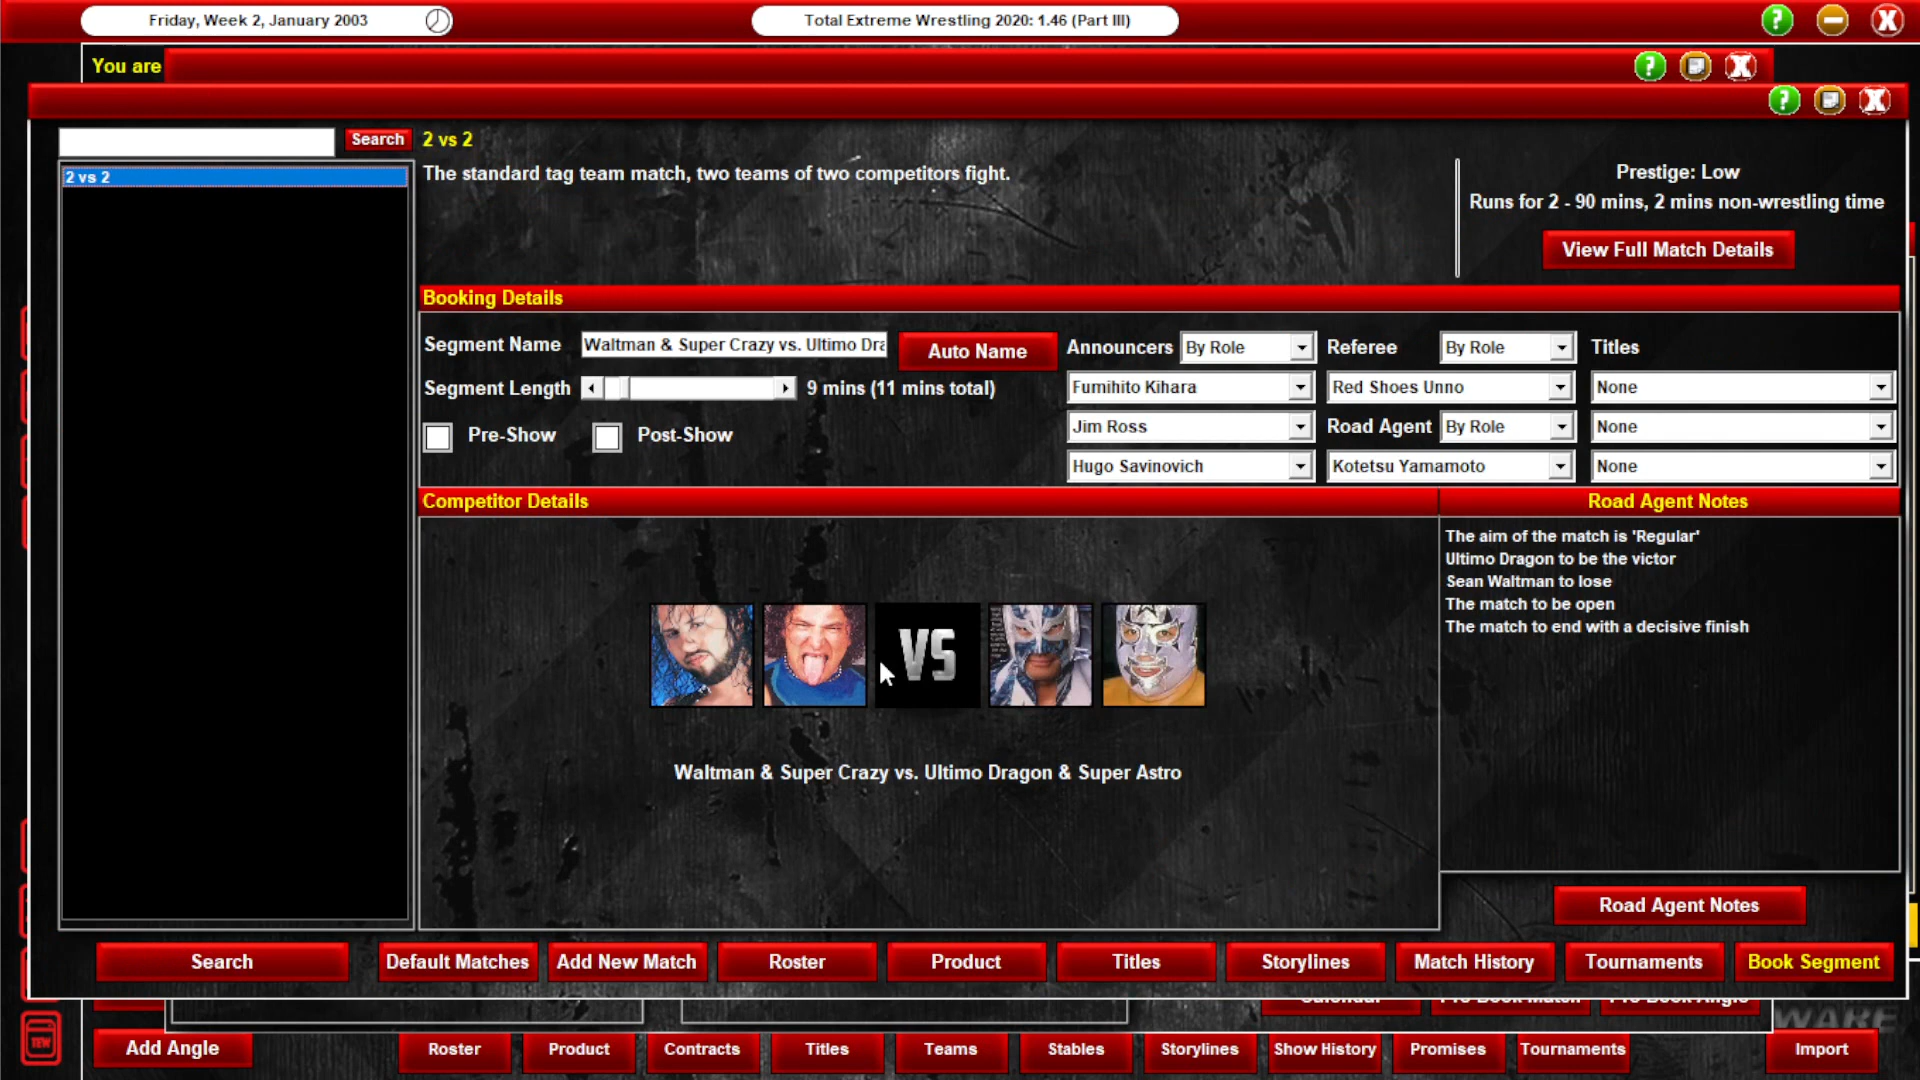 Friday, Week 2, January 2003
Total Extreme Wrestling 2020: 1.46 (Part III)
You are
Search
2 vs 2
2 vs 2
The standard tag team match, two teams of two competitors fight.
Prestige: Low
Runs for 2 - 90 mins, 2 mins non-wrestling time
View Full Match Details
Booking Details
Segment Name
Waltman & Super Crazy vs. Ultimo Dra
Auto Name
Announcers
By Role
Referee
By Role
Titles
Segment Length
9 mins (11 mins total)
Fumihito Kihara
Red Shoes Unno
None
Pre-Show
Post-Show
Jim Ross
Road Agent
By Role
None
Hugo Savinovich
Kotetsu Yamamoto
None
Competitor Details
Road Agent Notes
The aim of the match is 'Regular'
Ultimo Dragon to be the victor
Sean Waltman to lose
The match to be open
The match to end with a decisive finish
VS
Waltman & Super Crazy vs. Ultimo Dragon & Super Astro
Road Agent Notes
Search
Default Matches
Add New Match
Roster
Product
Titles
Storylines
Match History
Tournaments
Book Segment
Calendar
Pre Book Match
Pre Book Angle
WARE
TEW
Add Angle
Roster
Product
Contracts
Titles
Teams
Stables
Storylines
Show History
Promises
Tournaments
Import